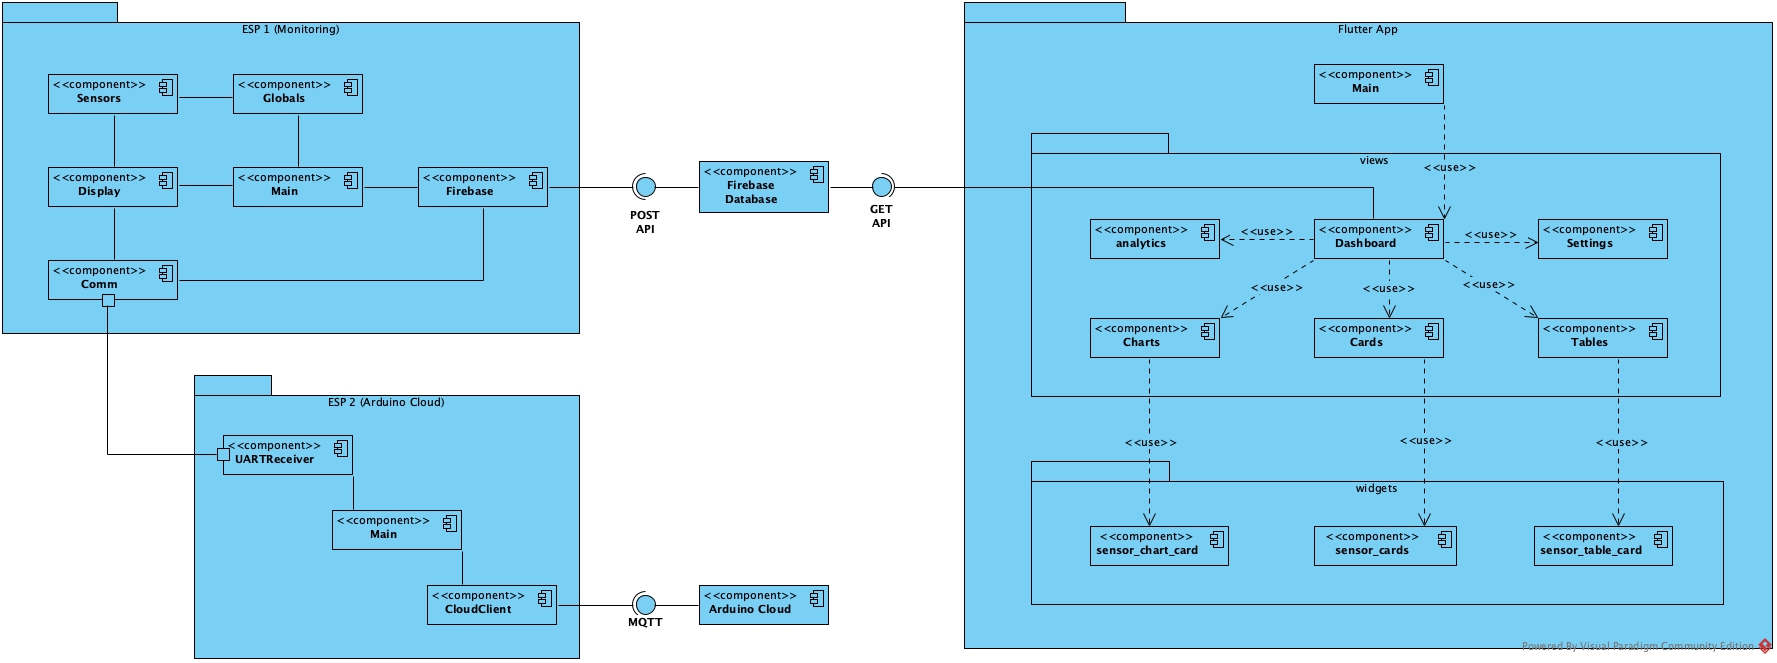 ESP 1 (Monitoring)
<<component>>
Sensors
<<component>>
Globals
<<component>>
Display
<<component>>
Main
<<component>>
Firebase
<<component>>
Comm
POST
API
<<component>>
Firebase
Database
GET
API
ESP 2 (Arduino Cloud)
<<component>>
UARTReceiver
<<component>>
Main
<<component>>
CloudClient
MQTT
<<component>>
Arduino Cloud
Flutter App
<<component>>
Main
views
<<use>>
<<component>>
analytics
<<use>>
<<component>>
Dashboard
<<use>>
<<component>>
Settings
<<use>>
<<use>>
<<use>>
<<component>>
Charts
<<component>>
Cards
<<component>>
Tables
<<use>>
<<use>>
<<use>>
widgets
<<component>>
sensor_chart_card
<<component>>
sensor_cards
<<component>>
sensor_table_card
Powered By Visual Paradigm Community Edition